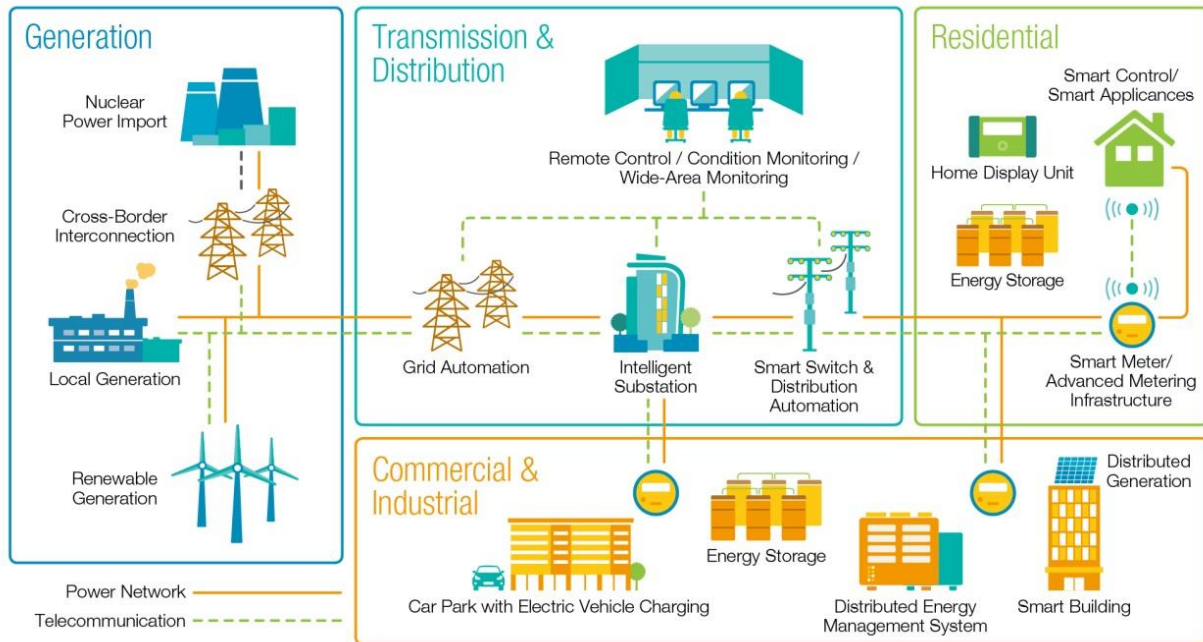 Generation
Nuclear
Power Import
Cross-Border
Interconnection
Local Generation
Renewable
Generation
Transmission &
Distribution
Remote Control / Condition Monitoring /
Wide-Area Monitoring
Grid Automation
Intelligent
Substation
Smart Switch &
Distribution
Automation
Residential
Smart Control/
Smart Applicances
Home Display Unit
Energy Storage
Smart Meter/
Advanced Metering
Infrastructure
Commercial &
Industrial
Car Park with Electric Vehicle Charging
Energy Storage
Distributed Energy
Management System
Distributed
Generation
Smart Building
Power Network
Telecommunication